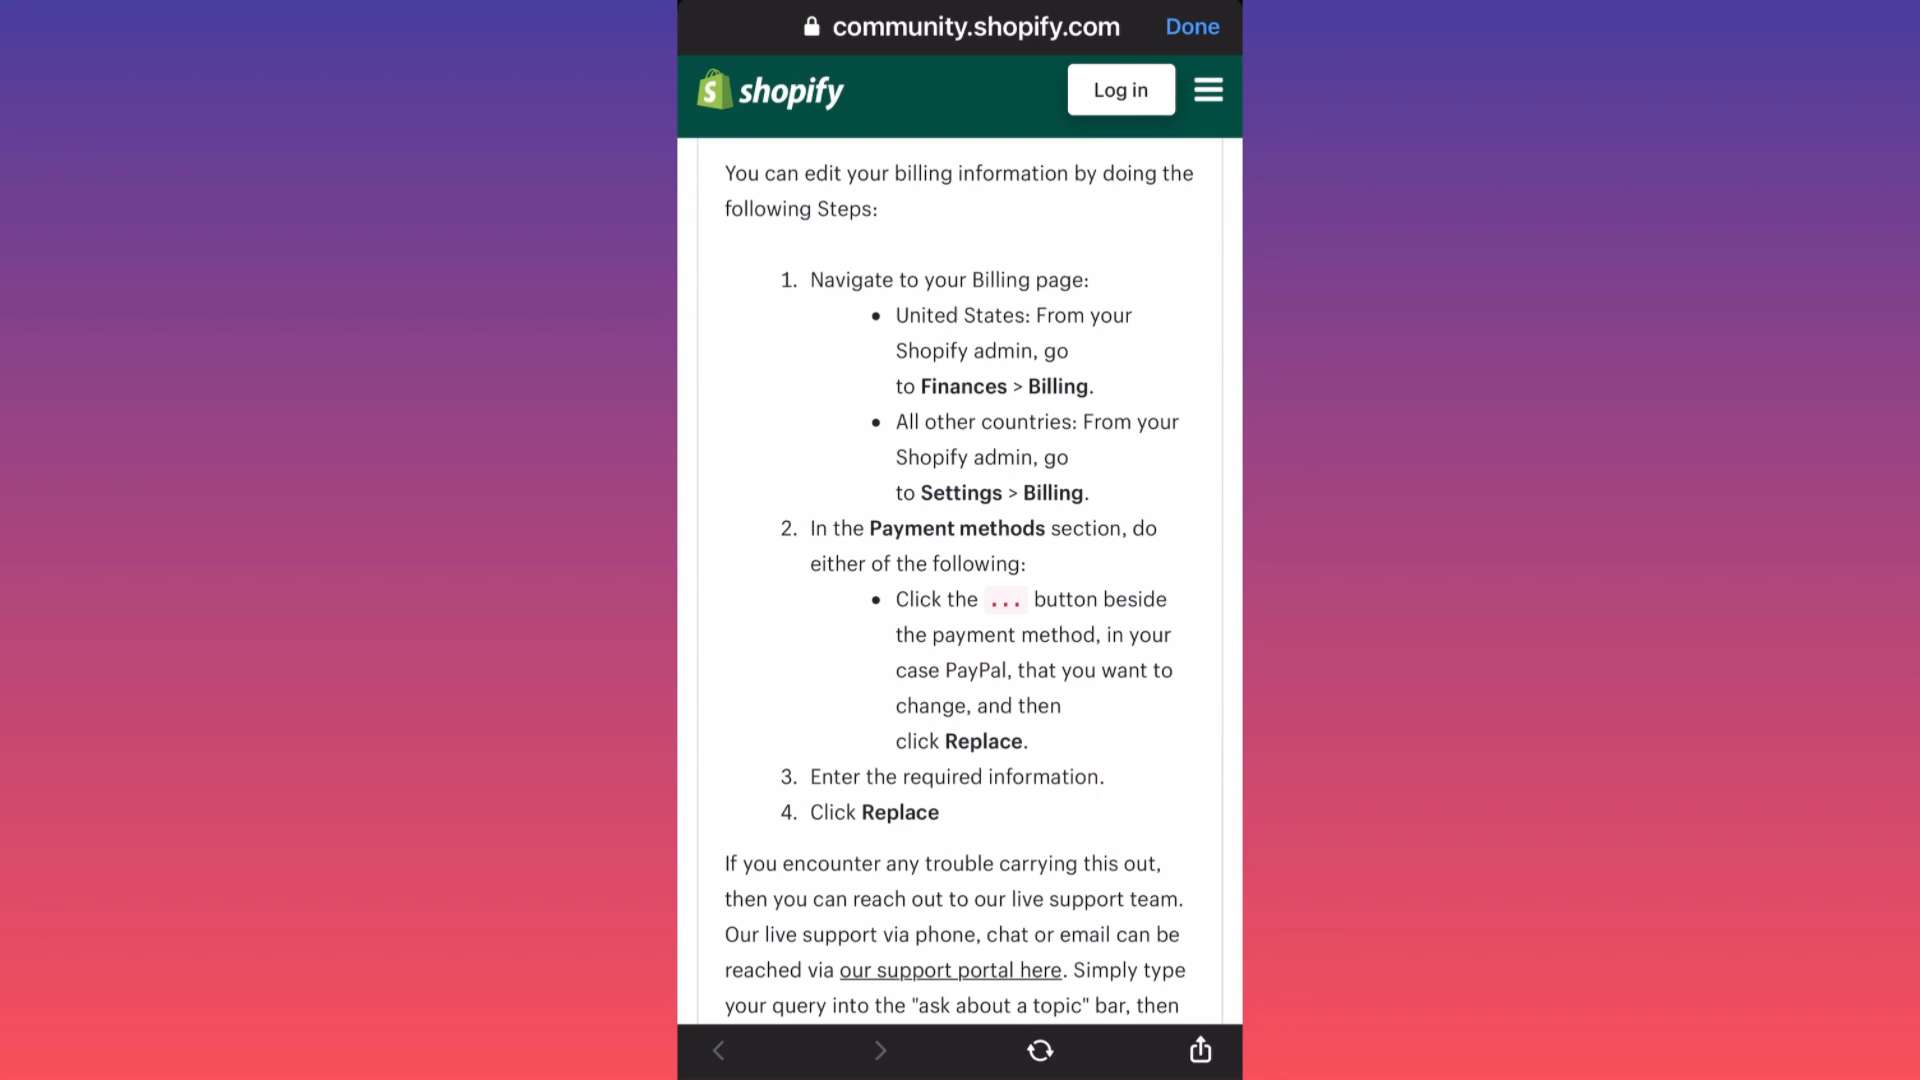 community.shopify.com Done
shopify Log in
You can edit your billing information by doing the
following Steps:
1. Navigate to your Billing page:
• United States: From your
Shopify admin, go
to Finances > Billing.
• All other countries: From your
Shopify admin, go
to Settings > Billing.
2. In the Payment methods section, do
either of the following:
• Click the ... button beside
the payment method, in your
case PayPal, that you want to
change, and then
click Replace.
3. Enter the required information.
4. Click Replace
If you encounter any trouble carrying this out,
then you can reach out to our live support team.
Our live support via phone, chat or email can be
reached via our support portal here. Simply type
your query into the "ask about a topic" bar, then